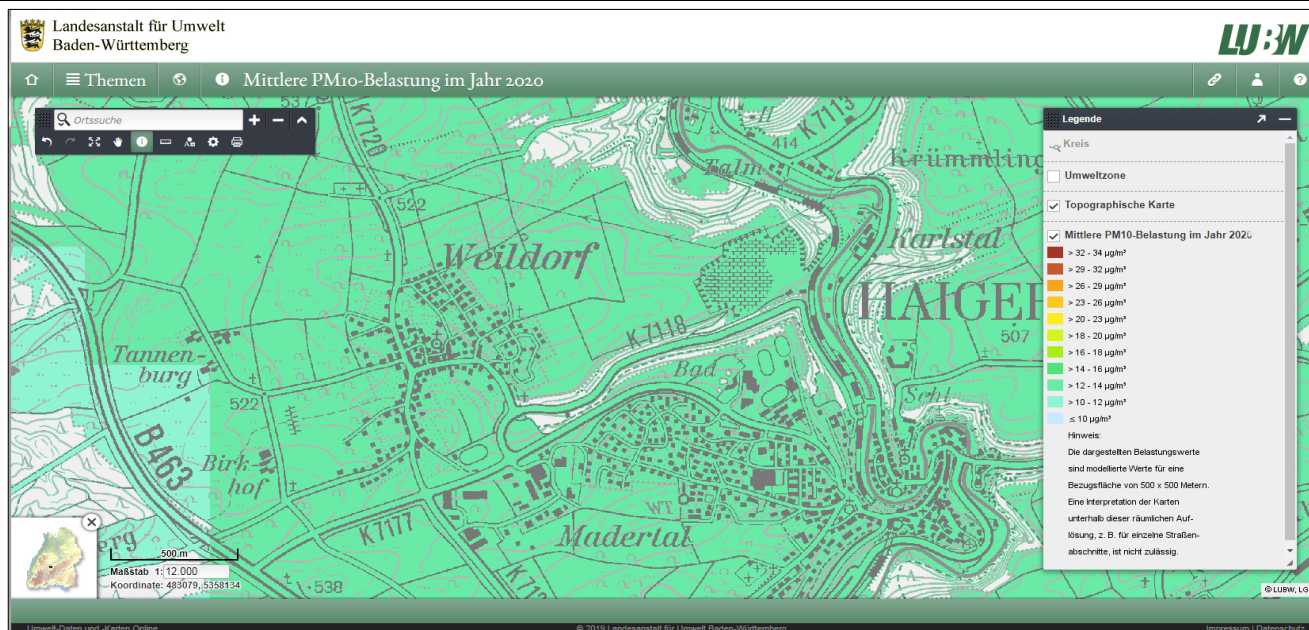 Landesanstalt für Umwelt
Baden-Württemberg
LUBW
Themen
Mittlere PM10-Belastung im Jahr 2020
Ortssuche
Legende
Kreis
Umweltzone
Topographische Karte
Mittlere PM10-Belastung im Jahr 2020
> 32 - 34 µg/m³
> 29 - 32 µg/m³
> 26 - 29 µg/m³
> 23 - 26 µg/m³
> 20 - 23 µg/m³
> 18 - 20 µg/m³
> 16 - 18 µg/m³
> 14 - 16 µg/m³
> 12 - 14 µg/m³
> 10 - 12 µg/m³
≤ 10 µg/m³
Hinweis:
Die dargestellten Belastungswerte
sind modellierte Werte für eine
Bezugsfläche von 500 x 500 Metern.
Eine Interpretation der Karten
unterhalb dieser räumlichen Auf-
lösung, z. B. für einzelne Straßen-
abschnitte, ist nicht zulässig.
537
K 7120
K7113
414
Talm
Krümmling
522
Weildorf
Karlstal
HAIGER
K 7118
507
Tannen-
burg
Bad
522
Schl
B463
Birk-
hof
WT
K 7177
Madertal
538
berg
500 m
Maßstab 1: 12.000
Koordinate: 483079, 5358134
© LUBW, LG
Umwelt-Daten und -Karten Online
© 2019 Landesanstalt für Umwelt Baden-Württemberg
Impressum | Datenschutz